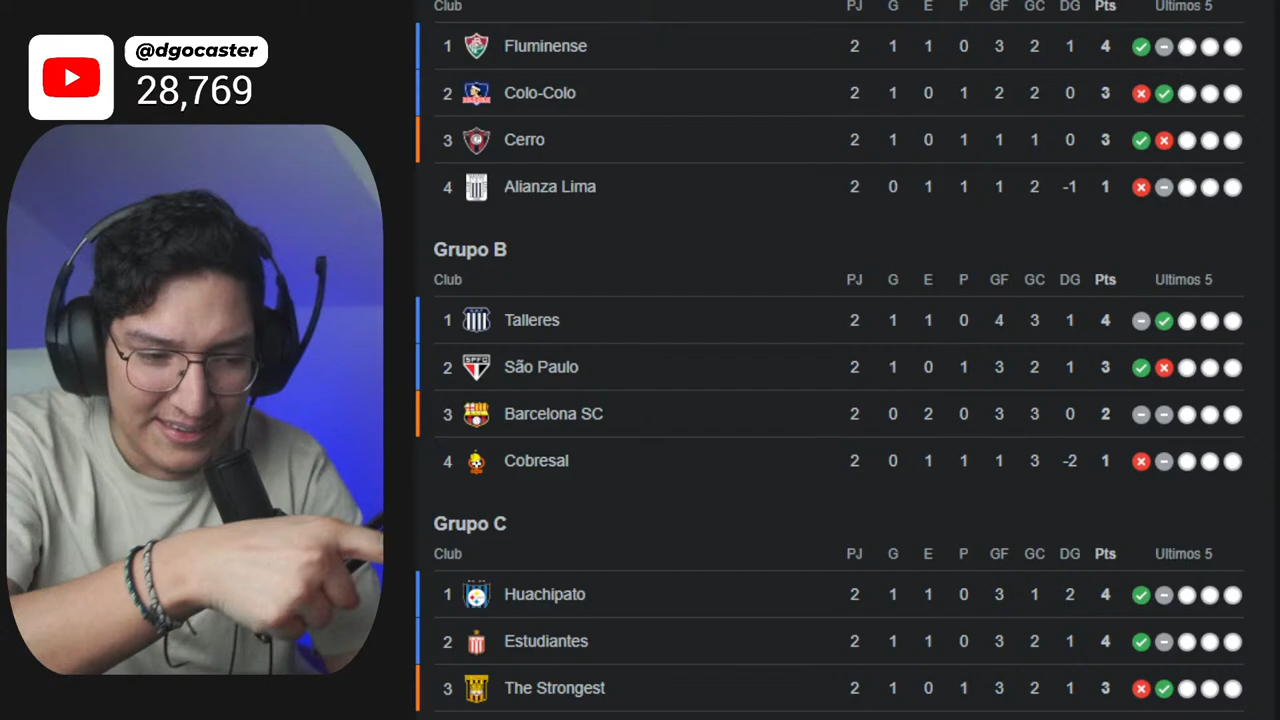 @dgocaster
28,769
Club PJ G E P GF GC DG Pts Últimos 5
1 Fluminense 2 1 1 0 3 2 1 4
2 Colo-Colo 2 1 0 1 2 2 0 3
3 Cerro 2 1 0 1 1 1 0 3
4 Alianza Lima 2 0 1 1 1 2 -1 1
Grupo B
Club PJ G E P GF GC DG Pts Ultimos 5
1 Talleres 2 1 1 0 4 3 1 4
2 São Paulo 2 1 0 1 3 2 1 3
3 Barcelona SC 2 0 2 0 3 3 0 2
4 Cobresal 2 0 1 1 1 3 -2 1
Grupo C
Club PJ G E P GF GC DG Pts Ultimos 5
1 Huachipato 2 1 1 0 3 1 2 4
2 Estudiantes 2 1 1 0 3 2 1 4
3 The Strongest 2 1 0 1 3 2 1 3